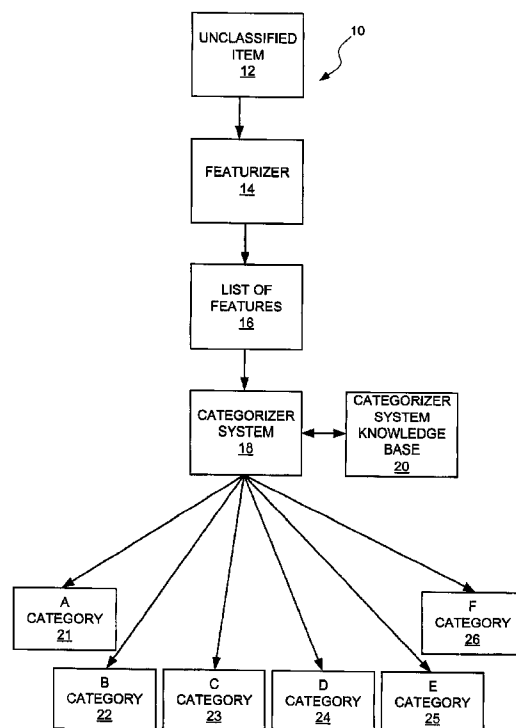 10
UNCLASSIFIED
ITEM
12
FEATURIZER
14
LIST OF
FEATURES
16
CATEGORIZER
SYSTEM
18
CATEGORIZER
SYSTEM
KNOWLEDGE
BASE
20
A
CATEGORY
21
F
CATEGORY
26
B
CATEGORY
22
C
CATEGORY
23
D
CATEGORY
24
E
CATEGORY
25